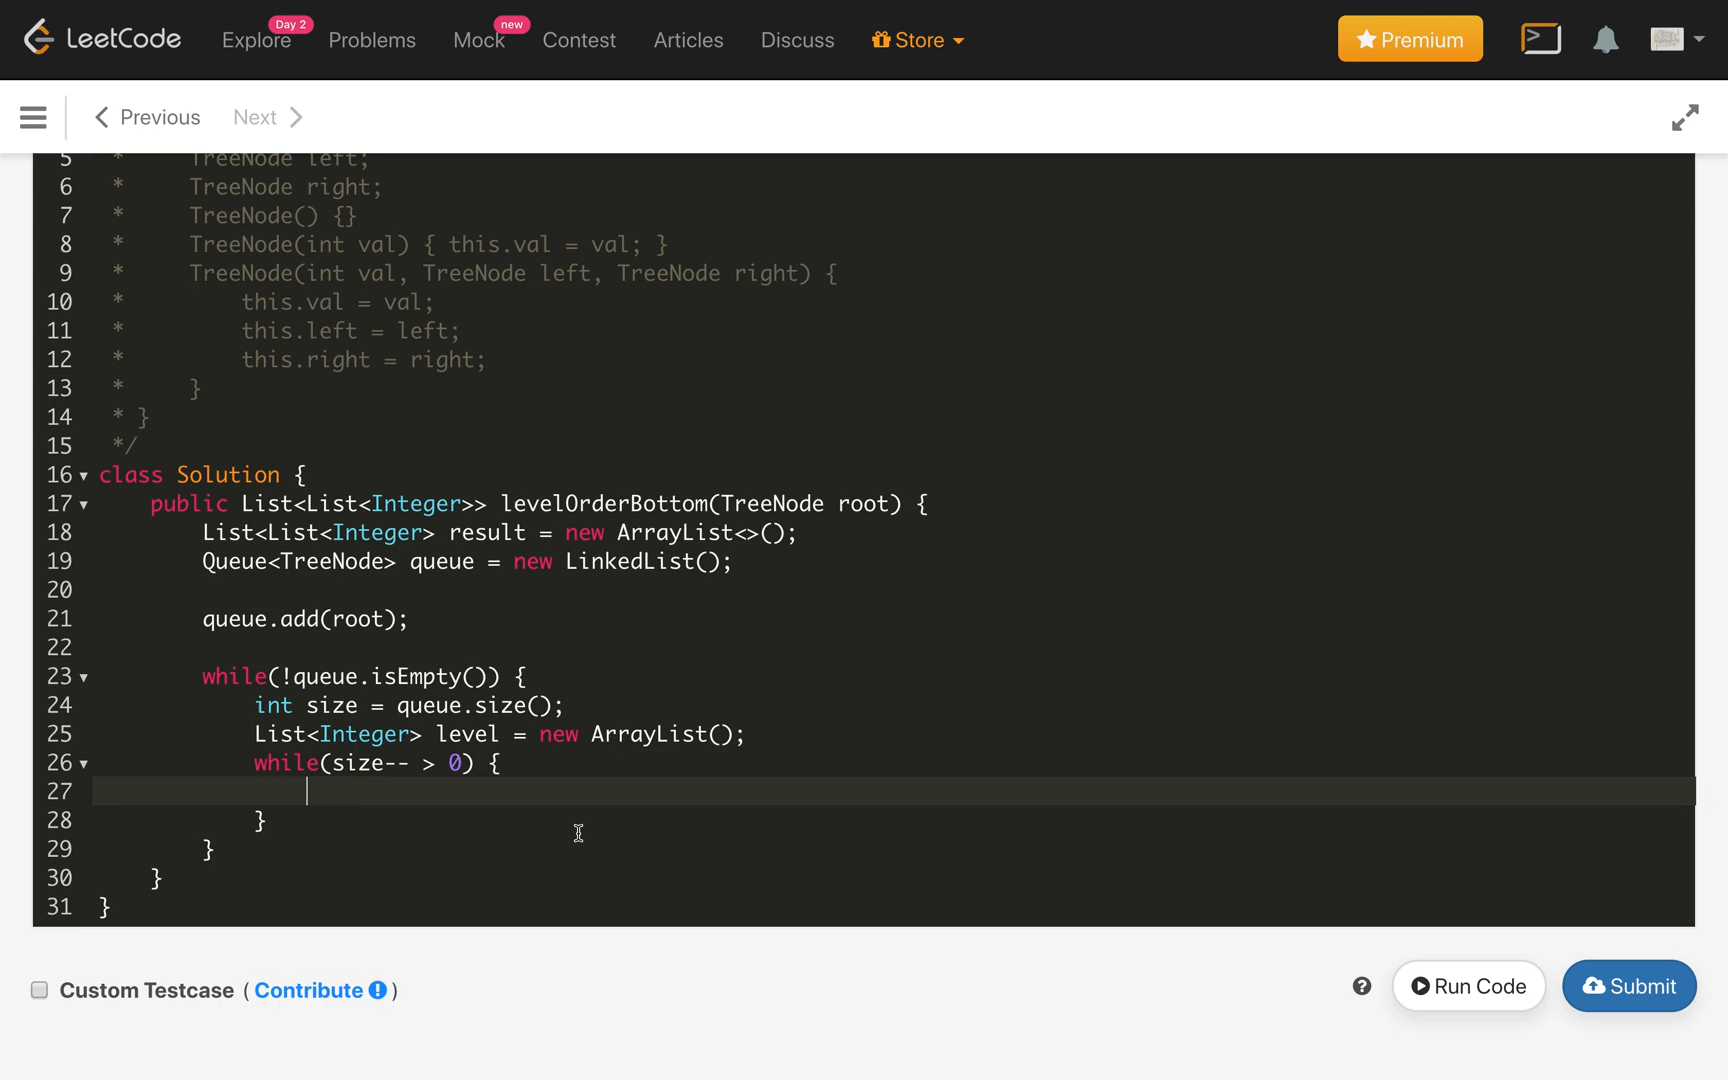 LeetCode Explore Day 2 Problems Mock new Contest Articles Discuss Store Premium
Previous Next
5 * TreeNode left;
6 * TreeNode right;
7 * TreeNode() {}
8 * TreeNode(int val) { this.val = val; }
9 * TreeNode(int val, TreeNode left, TreeNode right) {
10 * this.val = val;
11 * this.left = left;
12 * this.right = right;
13 * }
14 * }
15 */
16 class Solution {
17 public List<List<Integer>> levelOrderBottom(TreeNode root) {
18 List<List<Integer> result = new ArrayList<>();
19 Queue<TreeNode> queue = new LinkedList();
20
21 queue.add(root);
22
23 while(!queue.isEmpty()) {
24 int size = queue.size();
25 List<Integer> level = new ArrayList();
26 while(size-- > 0) {
27
28 }
29 }
30 }
31 }
Custom Testcase ( Contribute ! ) ? Run Code Submit